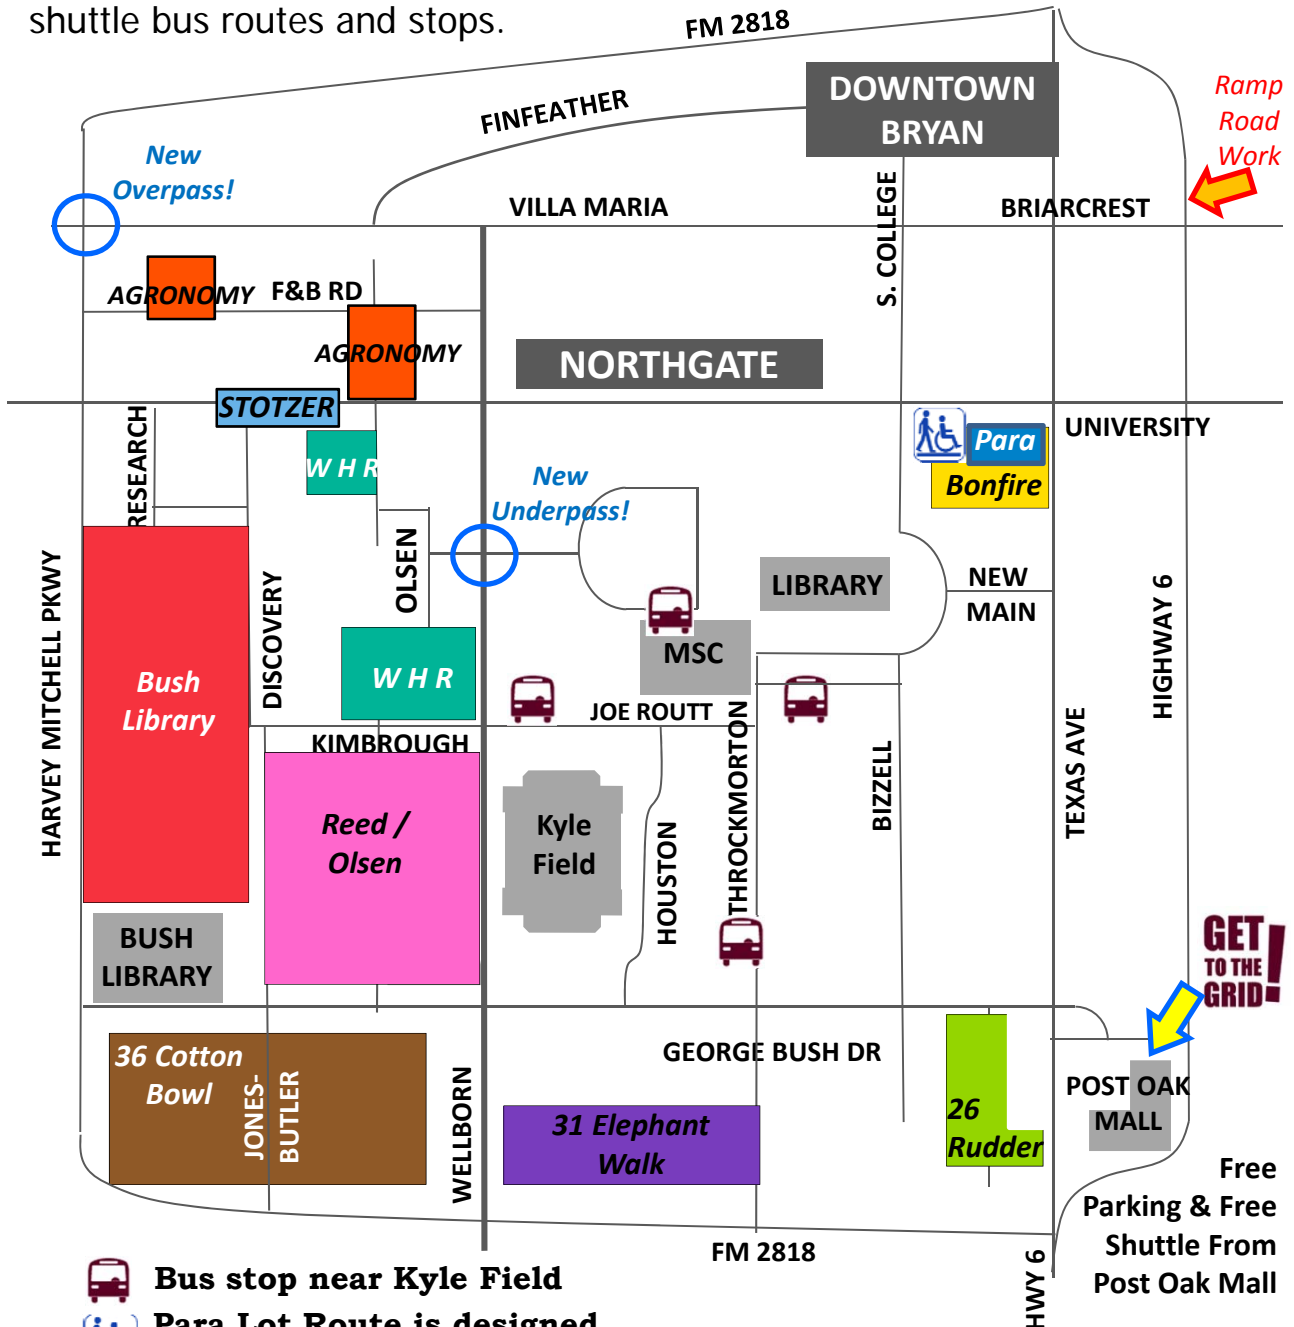 shuttle bus routes and stops.
FM 2818
DOWNTOWN
BRYAN
Ramp
Road
Work
FINFEATHER
New
Overpass!
VILLA MARIA
BRIARCREST
S. COLLEGE
AGRONOMY
F&B RD
AGRONOMY
NORTHGATE
STOTZER
UNIVERSITY
RESEARCH
W H R
Para
Bonfire
New
Underpass!
OLSEN
LIBRARY
NEW
MAIN
HARVEY MITCHELL PKWY
DISCOVERY
HIGHWAY 6
MSC
W H R
Bush
Library
JOE ROUTT
KIMBROUGH
THROCKMORTON
BIZZELL
TEXAS AVE
Reed /
Olsen
Kyle
Field
HOUSTON
BUSH
LIBRARY
GET
TO THE
GRID!
36 Cotton
Bowl
JONES-
BUTLER
WELLBORN
GEORGE BUSH DR
POST OAK
MALL
31 Elephant
Walk
26
Rudder
Free
Parking & Free
Shuttle From
Post Oak Mall
FM 2818
HWY 6
Bus stop near Kyle Field
Para Lot Route is designed